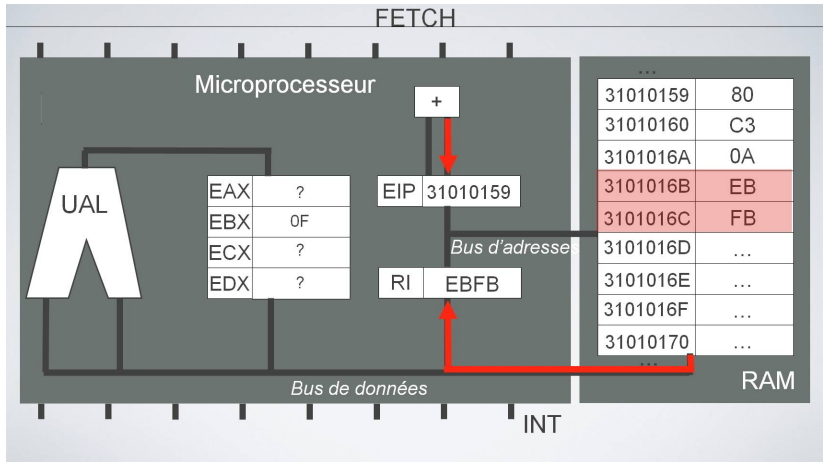 FETCH
Microprocesseur
+
UAL
EAX ?
EBX 0F
ECX ?
EDX ?
EIP 31010159
Bus d'adresses
RI EBFB
Bus de données
INT
...
31010159 80
31010160 C3
3101016A 0A
3101016B EB
3101016C FB
3101016D ...
3101016E ...
3101016F ...
31010170 ...
...
RAM